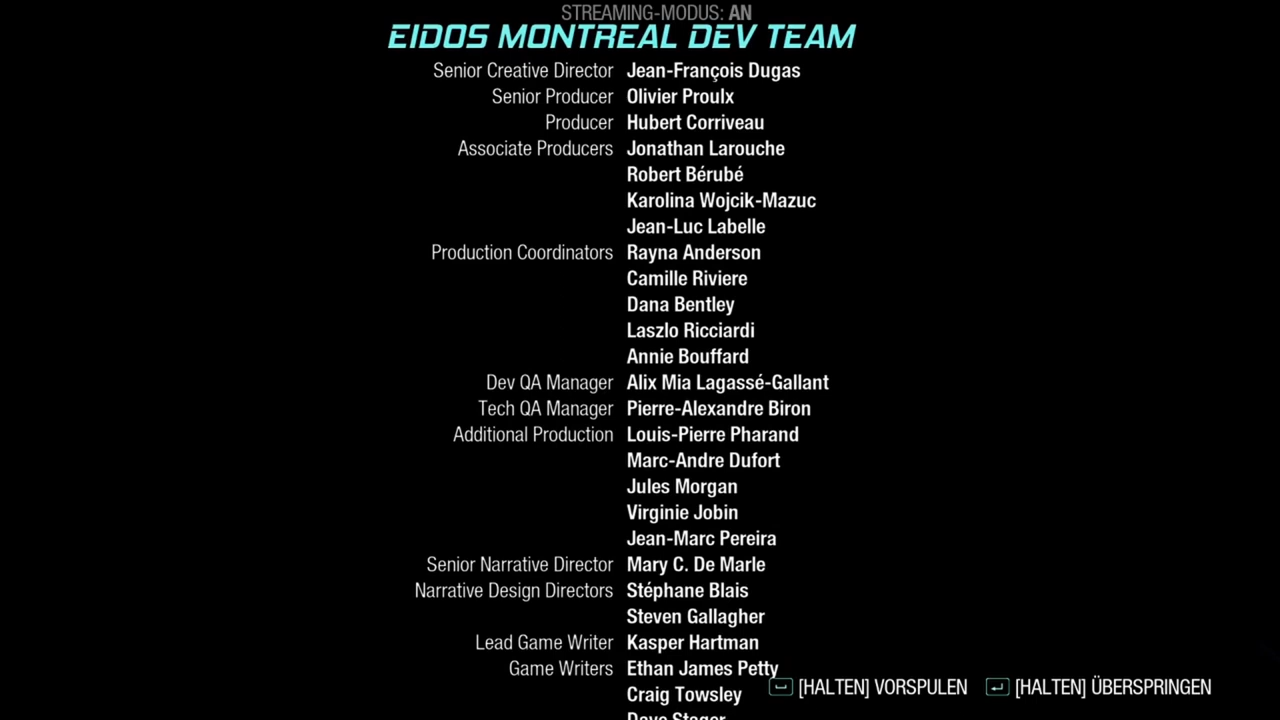 STREAMING-MODUS: AN
EIDOS MONTREAL DEV TEAM
Senior Creative Director Jean-François Dugas
Senior Producer Olivier Proulx
Producer Hubert Corriveau
Associate Producers Jonathan Larouche
Robert Bérubé
Karolina Wojcik-Mazuc
Jean-Luc Labelle
Production Coordinators Rayna Anderson
Camille Riviere
Dana Bentley
Laszlo Ricciardi
Annie Bouffard
Dev QA Manager Alix Mia Lagassé-Gallant
Tech QA Manager Pierre-Alexandre Biron
Additional Production Louis-Pierre Pharand
Marc-Andre Dufort
Jules Morgan
Virginie Jobin
Jean-Marc Pereira
Senior Narrative Director Mary C. De Marle
Narrative Design Directors Stéphane Blais
Steven Gallagher
Lead Game Writer Kasper Hartman
Game Writers Ethan James Petty
[HALTEN] VORSPULEN [HALTEN] ÜBERSPRINGEN
Craig Towsley